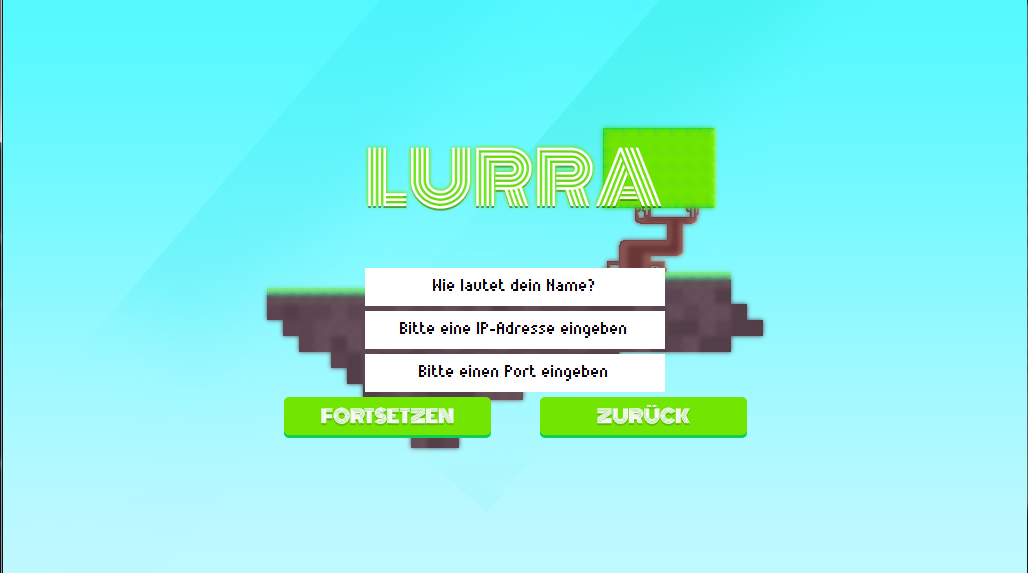 LURRA
Wie lautet dein Name?
Bitte eine IP-Adresse eingeben
Bitte einen Port eingeben
FORTSETZEN
ZURÜCK